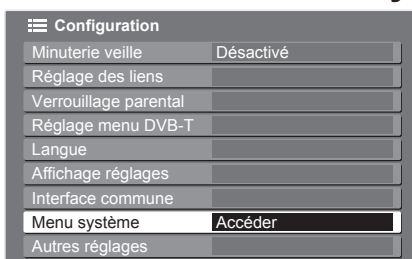 Configuration
Minuterie veille Désactivé
Réglage des liens
Verrouillage parental
Réglage menu DVB-T
Langue
Affichage réglages
Interface commune
Menu système Accéder
Autres réglages